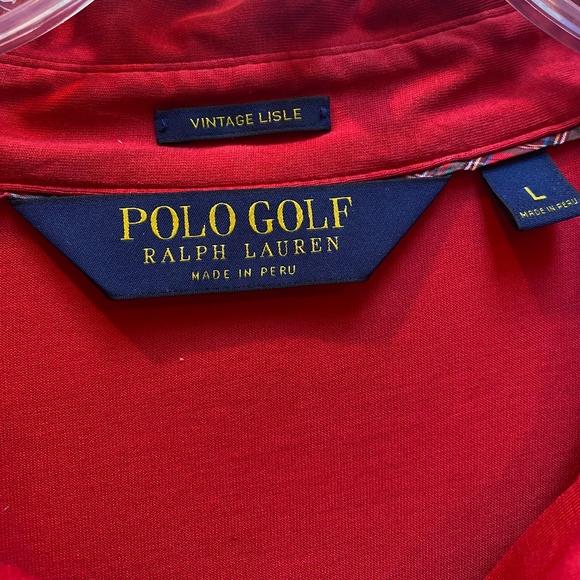 VINTAGE LISLE
POLO GOLF
RALPH LAUREN
MADE IN PERU
L
MADE IN PERU